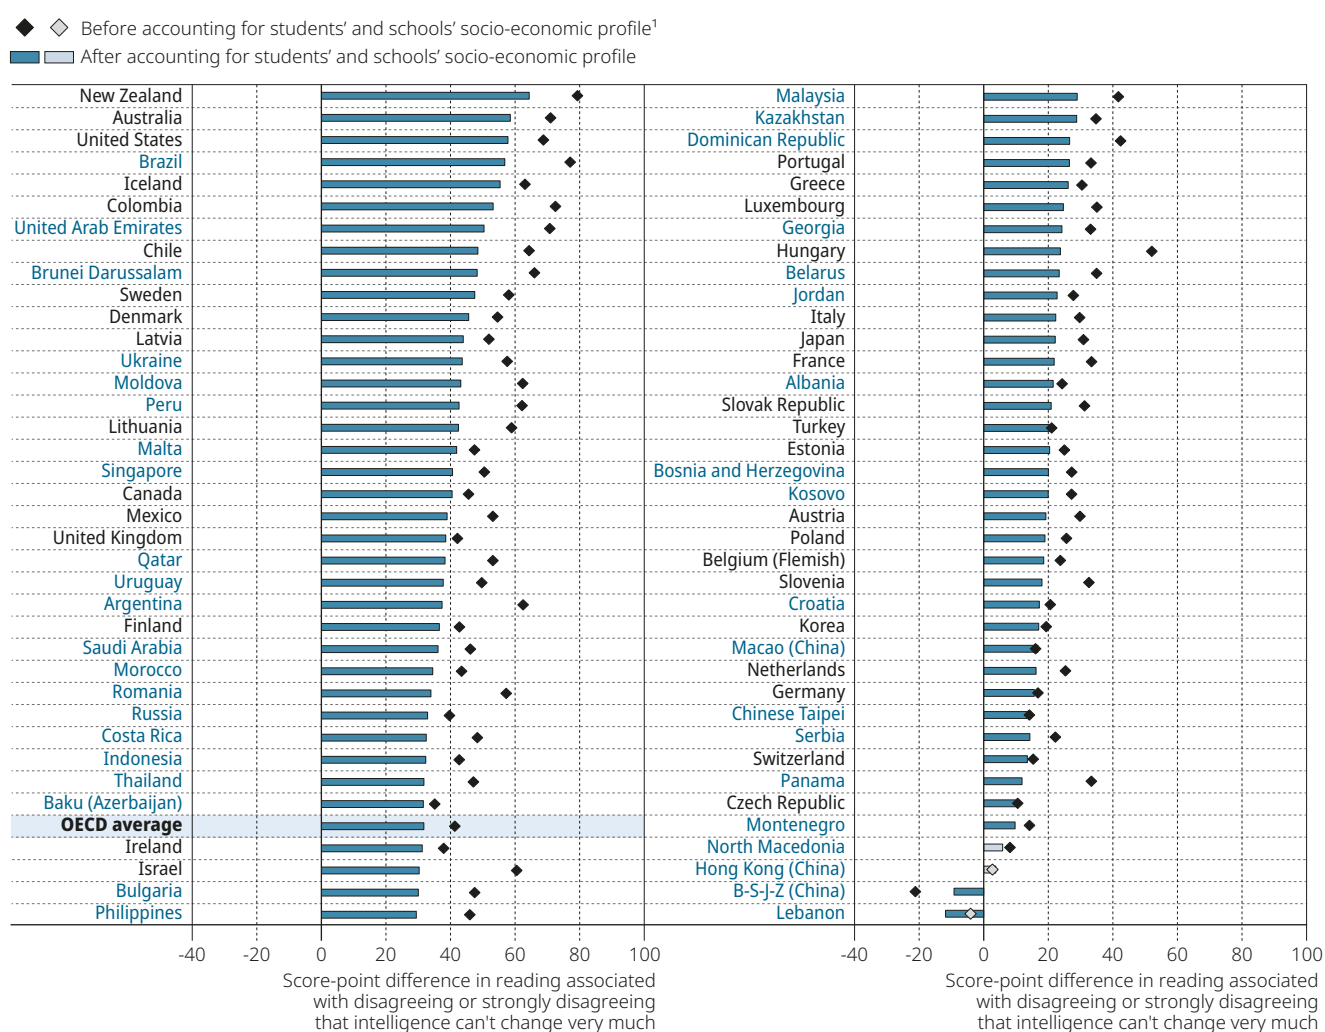 Before accounting for students’ and schools’ socio-economic profile¹
After accounting for students’ and schools’ socio-economic profile
New Zealand
Australia
United States
Brazil
Iceland
Colombia
United Arab Emirates
Chile
Brunei Darussalam
Sweden
Denmark
Latvia
Ukraine
Moldova
Peru
Lithuania
Malta
Singapore
Canada
Mexico
United Kingdom
Qatar
Uruguay
Argentina
Finland
Saudi Arabia
Morocco
Romania
Russia
Costa Rica
Indonesia
Thailand
Baku (Azerbaijan)
OECD average
Ireland
Israel
Bulgaria
Philippines
-40 -20 0 20 40 60 80 100
Score-point difference in reading associated
with disagreeing or strongly disagreeing
that intelligence can't change very much
Malaysia
Kazakhstan
Dominican Republic
Portugal
Greece
Luxembourg
Georgia
Hungary
Belarus
Jordan
Italy
Japan
France
Albania
Slovak Republic
Turkey
Estonia
Bosnia and Herzegovina
Kosovo
Austria
Poland
Belgium (Flemish)
Slovenia
Croatia
Korea
Macao (China)
Netherlands
Germany
Chinese Taipei
Serbia
Switzerland
Panama
Czech Republic
Montenegro
North Macedonia
Hong Kong (China)
B-S-J-Z (China)
Lebanon
-40 -20 0 20 40 60 80 100
Score-point difference in reading associated
with disagreeing or strongly disagreeing
that intelligence can't change very much